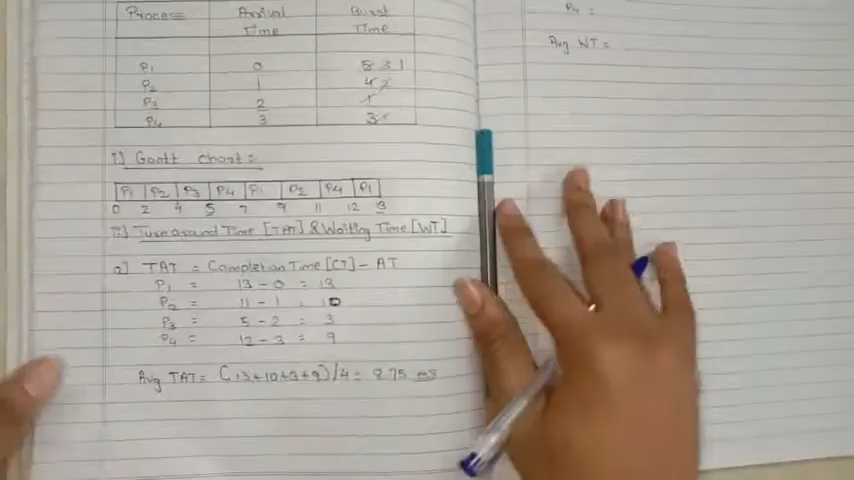 Process Arrival Time Burst Time
P1 0 5 3 1
P2 1 4 2
P3 2 1
P4 3 3 1
i) Gantt chart:
P1 P2 P3 P4 P1 P2 P4 P1
0 2 4 5 7 9 11 12 13
ii) Turnaround Time [TAT] & Waiting Time [WT]
a) TAT = Completion Time [CT] - AT
P1 = 13 - 0 = 13
P2 = 11 - 1 = 10
P3 = 5 - 2 = 3
P4 = 12 - 3 = 9
Avg TAT = (13+10+3+9)/4 = 8.75 ms
P4 =
Avg WT =